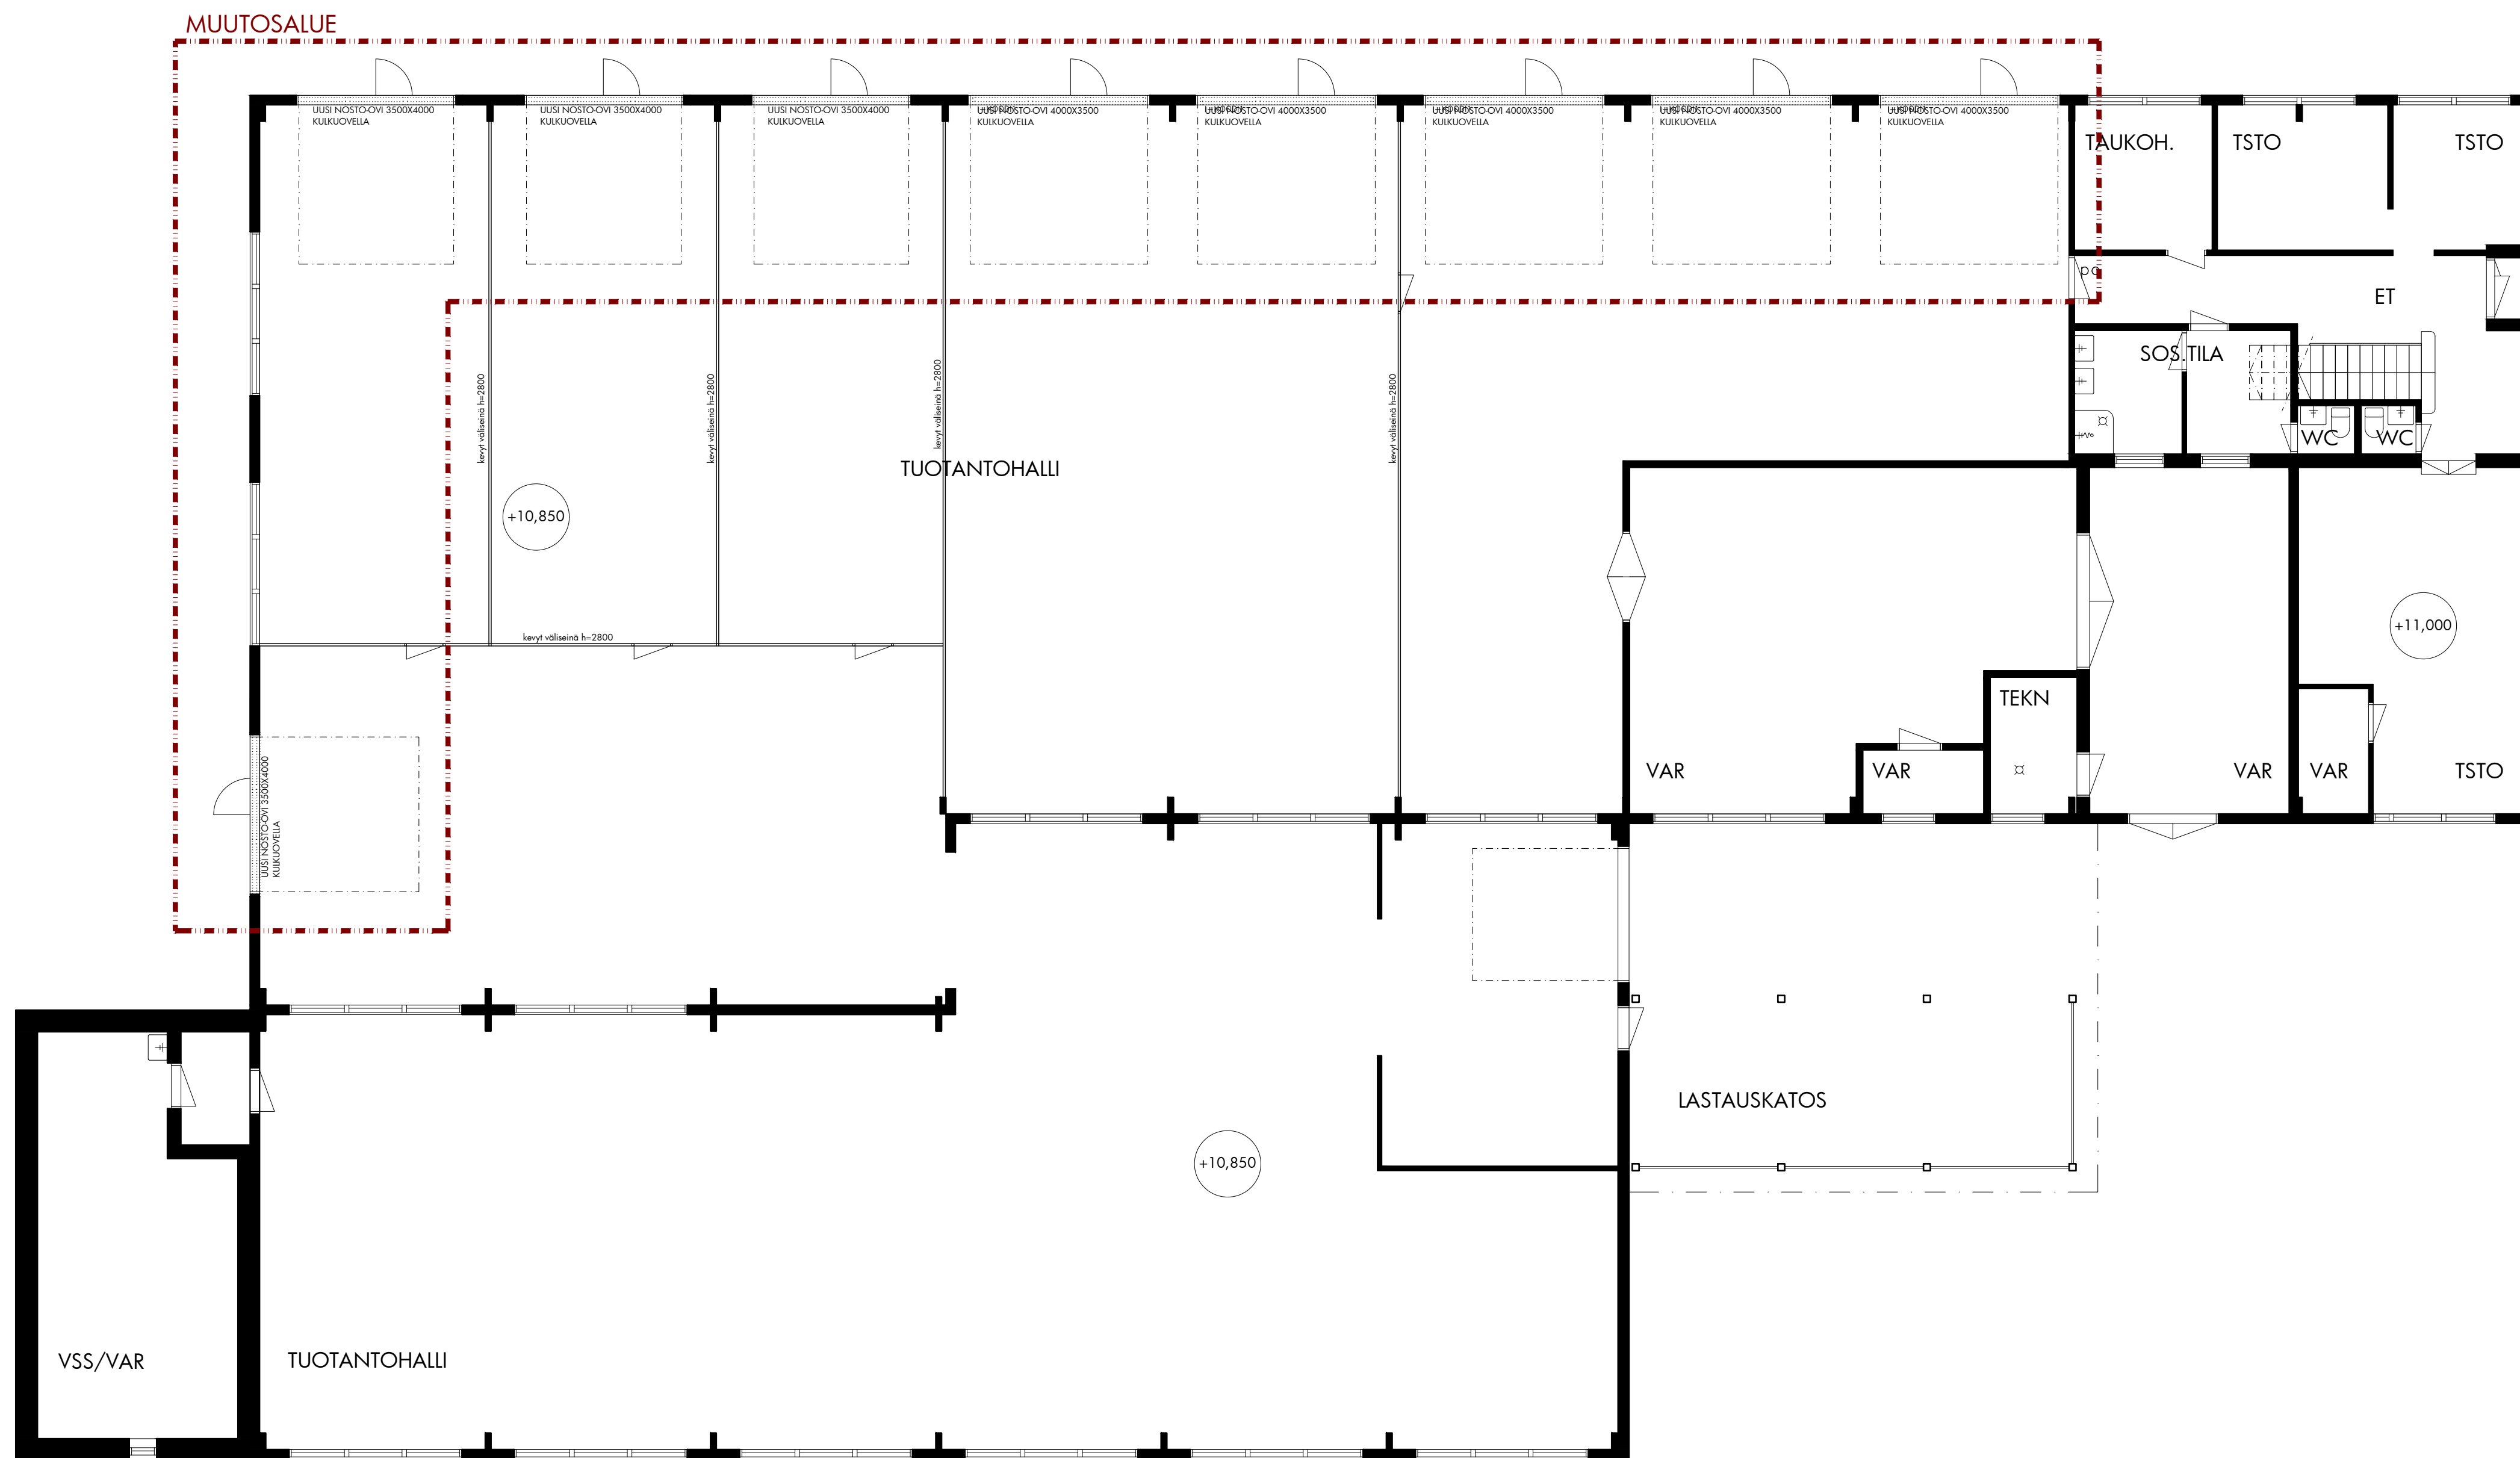 MUUTOSALUE
UUSI NOSTO-OVI 3500X4000
KULKUOVELLA
UUSI NOSTO-OVI 3500X4000
KULKUOVELLA
UUSI NOSTO-OVI 3500X4000
KULKUOVELLA
UUSI NOSTO-OVI 4000X3500
KULKUOVELLA
UUSI NOSTO-OVI 4000X3500
KULKUOVELLA
UUSI NOSTO-OVI 4000X3500
KULKUOVELLA
UUSI NOSTO-OVI 4000X3500
KULKUOVELLA
UUSI NOSTO-OVI 4000X3500
KULKUOVELLA
TAUKOH.
TSTO
TSTO
po
ET
SOS.TILA
WC
WC
kevyt väliseinä h=2800
kevyt väliseinä h=2800
kevyt väliseinä h=2800
kevyt väliseinä h=2800
TUOTANTOHALLI
+10,850
kevyt väliseinä h=2800
+11,000
TEKN
VAR
VAR
VAR
VAR
TSTO
UUSI NOSTO-OVI 3500X4000
KULKUOVELLA
LASTAUSKATOS
+10,850
VSS/VAR
TUOTANTOHALLI